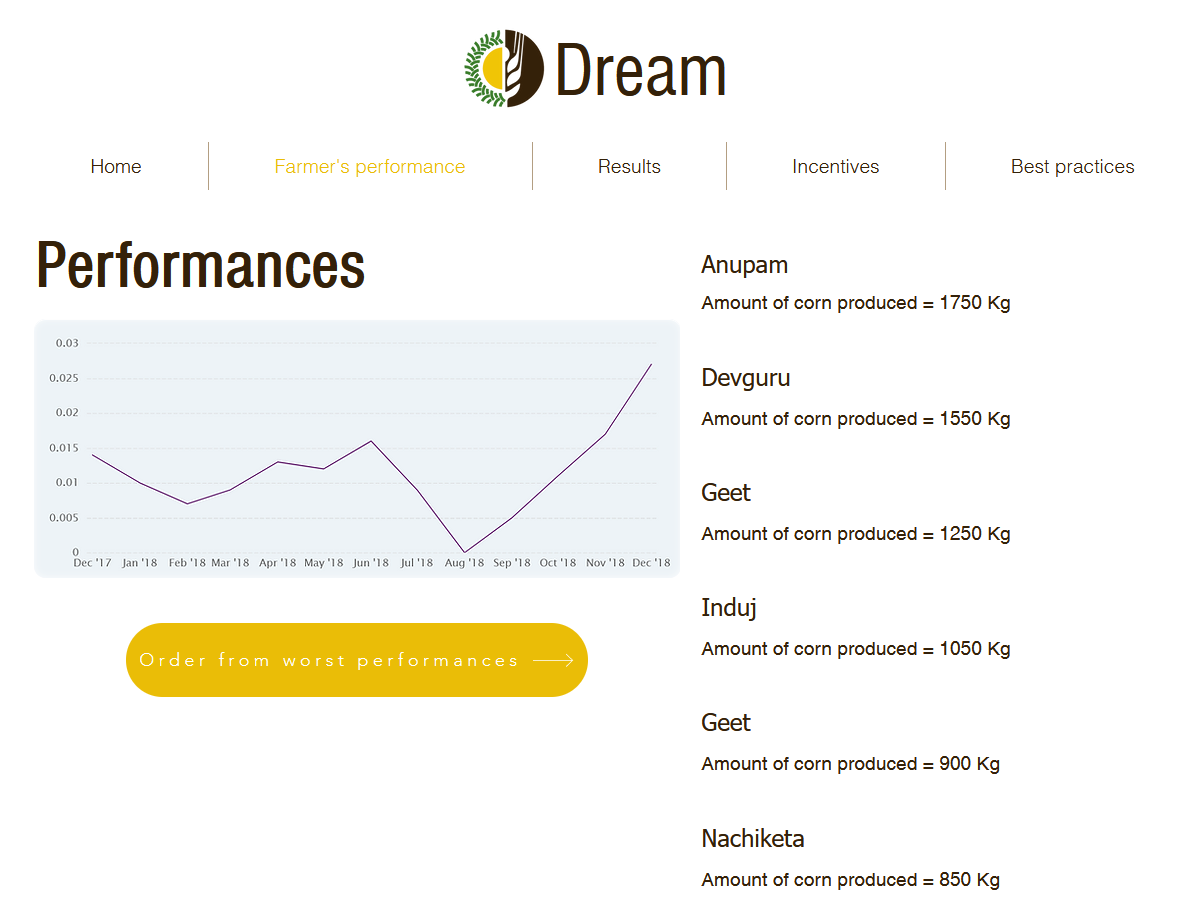 Dream
Home
Farmer's performance
Results
Incentives
Best practices
Performances
0.03
0.025
0.02
0.015
0.01
0.005
0
Dec '17 Jan '18 Feb '18 Mar '18 Apr '18 May '18 Jun '18 Jul '18 Aug '18 Sep '18 Oct '18 Nov '18 Dec '18
Order from worst performances
Anupam
Amount of corn produced = 1750 Kg
Devguru
Amount of corn produced = 1550 Kg
Geet
Amount of corn produced = 1250 Kg
Induj
Amount of corn produced = 1050 Kg
Geet
Amount of corn produced = 900 Kg
Nachiketa
Amount of corn produced = 850 Kg